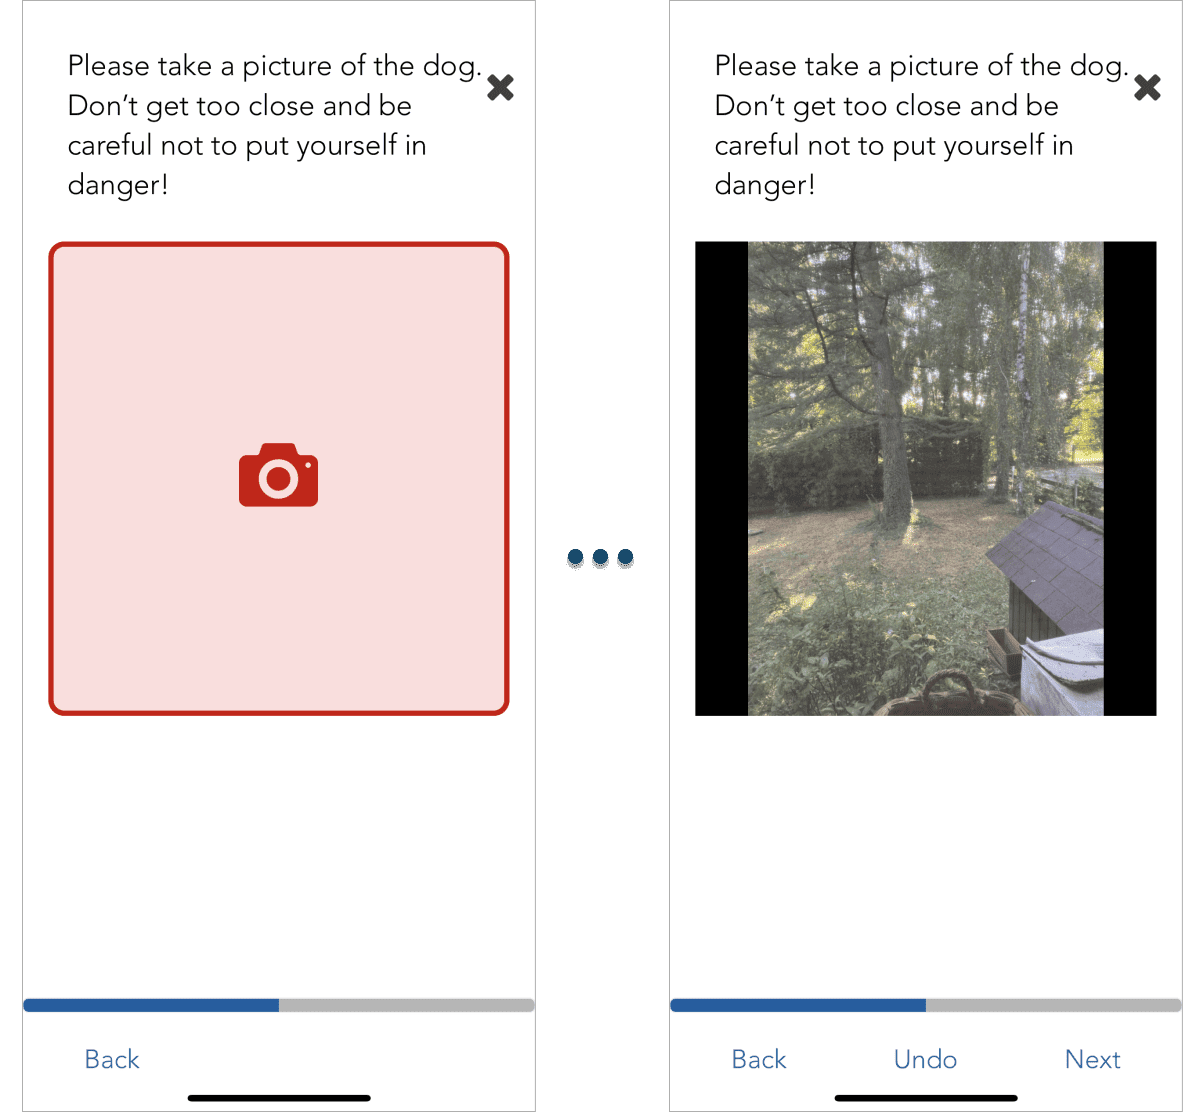 Please take a picture of the dog.
Don’t get too close and be
careful not to put yourself in
danger!
Back
Please take a picture of the dog.
Don’t get too close and be
careful not to put yourself in
danger!
Back Undo Next